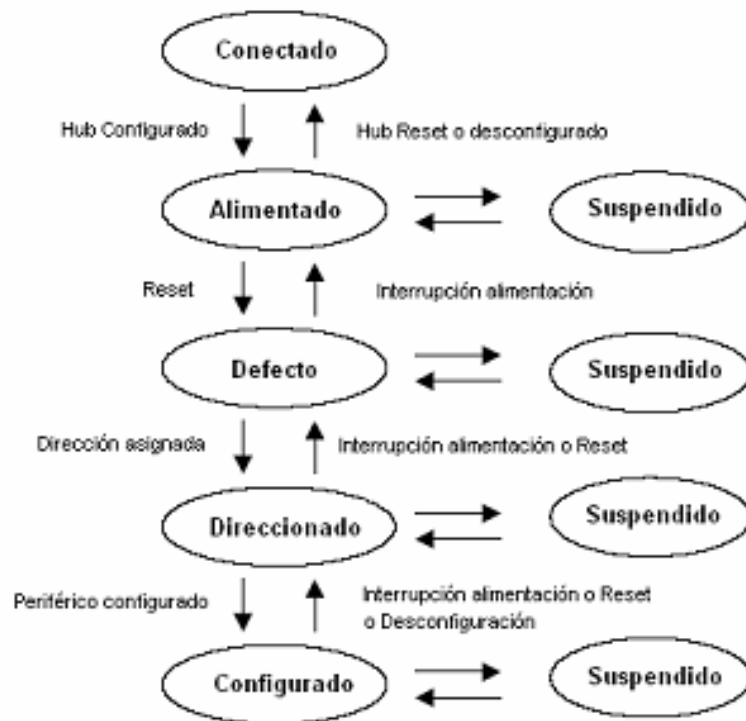 Conectado
Hub Configurado
Hub Reset o desconfigurado
Alimentado
Suspendido
Reset
Interrupción alimentación
Defecto
Suspendido
Dirección asignada
Interrupción alimentación o Reset
Direccionado
Suspendido
Periférico configurado
Interrupción alimentación o Reset
o Desconfiguración
Configurado
Suspendido